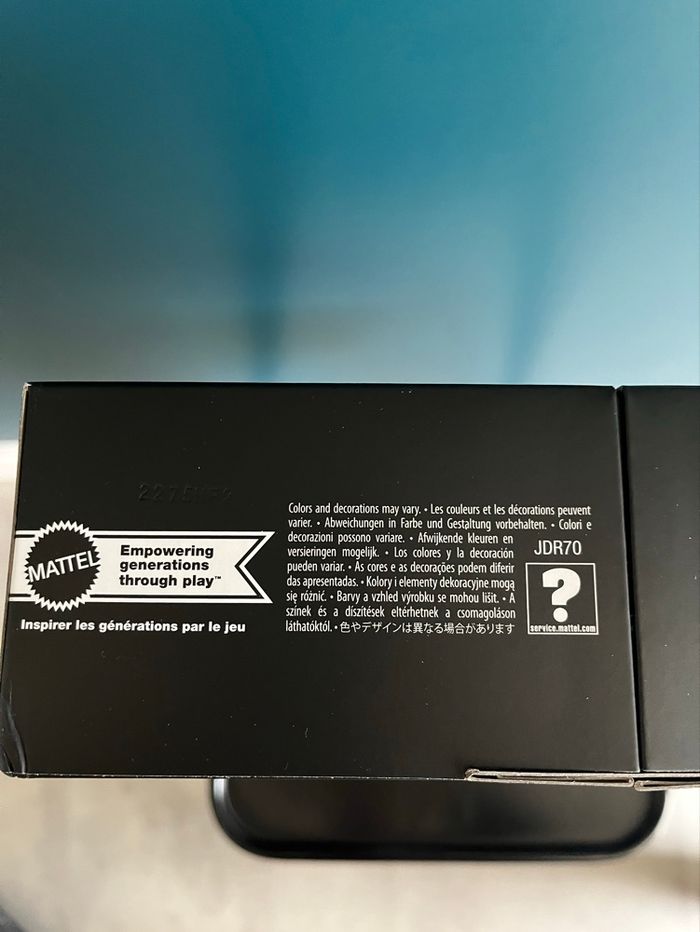 MATTEL
Empowering
generations
through play™
Inspirer les générations par le jeu
Colors and decorations may vary. • Les couleurs et les décorations peuvent
varier. • Abweichungen in Farbe und Gestaltung vorbehalten. • Colori e
decorazioni possono variare. • Afwijkende kleuren en
versieringen mogelijk. • Los colores y la decoración
pueden variar. • As cores e as decorações podem diferir
das apresentadas. • Kolory i elementy dekoracyjne mogą
się różnić. • Barvy a vzhled výrobku se mohou lišit. • A
színek és a díszítések eltérhetnek a csomagoláson
láthatóktól. • 色やデザインは異なる場合があります
JDR70
?
service.mattel.com